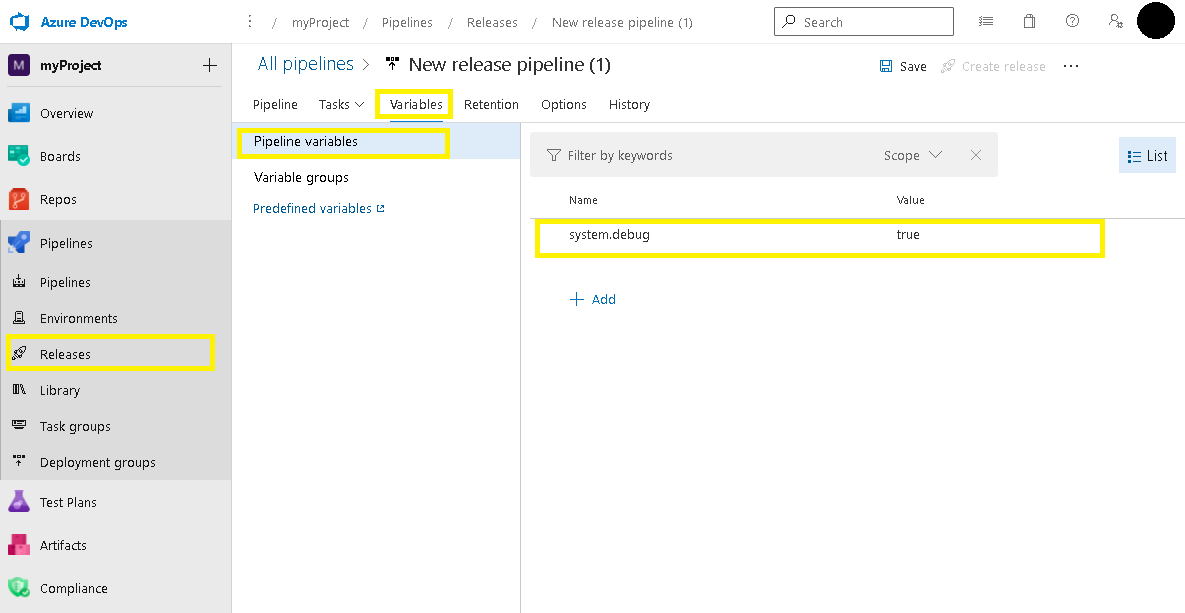 Azure DevOps
/ myProject / Pipelines / Releases / New release pipeline (1)
Search
M myProject
Overview
Boards
Repos
Pipelines
Pipelines
Environments
Releases
Library
Task groups
Deployment groups
Test Plans
Artifacts
Compliance
All pipelines > New release pipeline (1)
Save Create release ...
Pipeline Tasks Variables Retention Options History
Pipeline variables
Variable groups
Predefined variables
Filter by keywords Scope
List
Name Value
system.debug true
+ Add